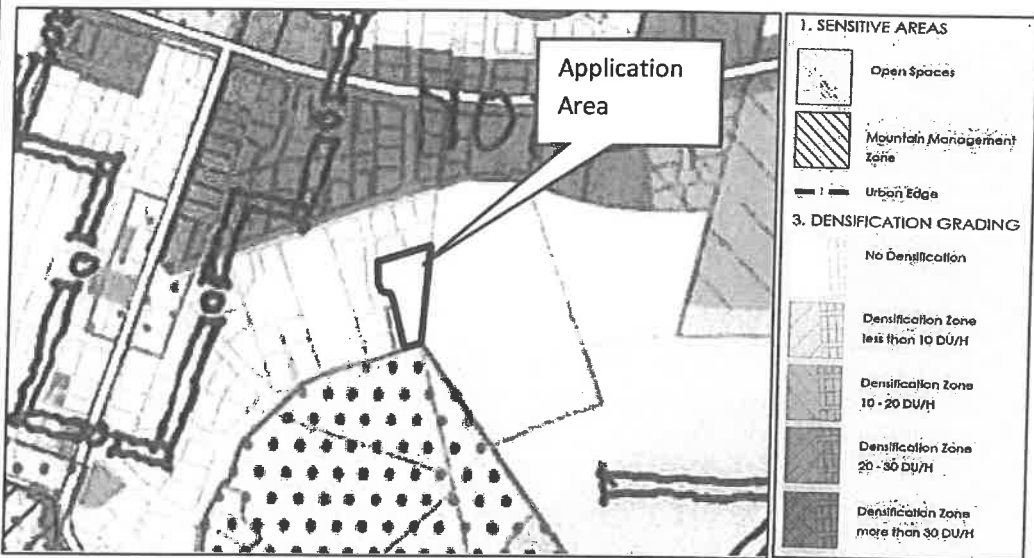 Application
Area
1. SENSITIVE AREAS
Open Spaces
Mountain Management
Zone
Urban Edge
3. DENSIFICATION GRADING
No Densification
Densification Zone
less than 10 DU/H
Densification Zone
10 - 20 DU/H
Densification Zone
20 - 30 DU/H
Densification Zone
more than 30 DU/H